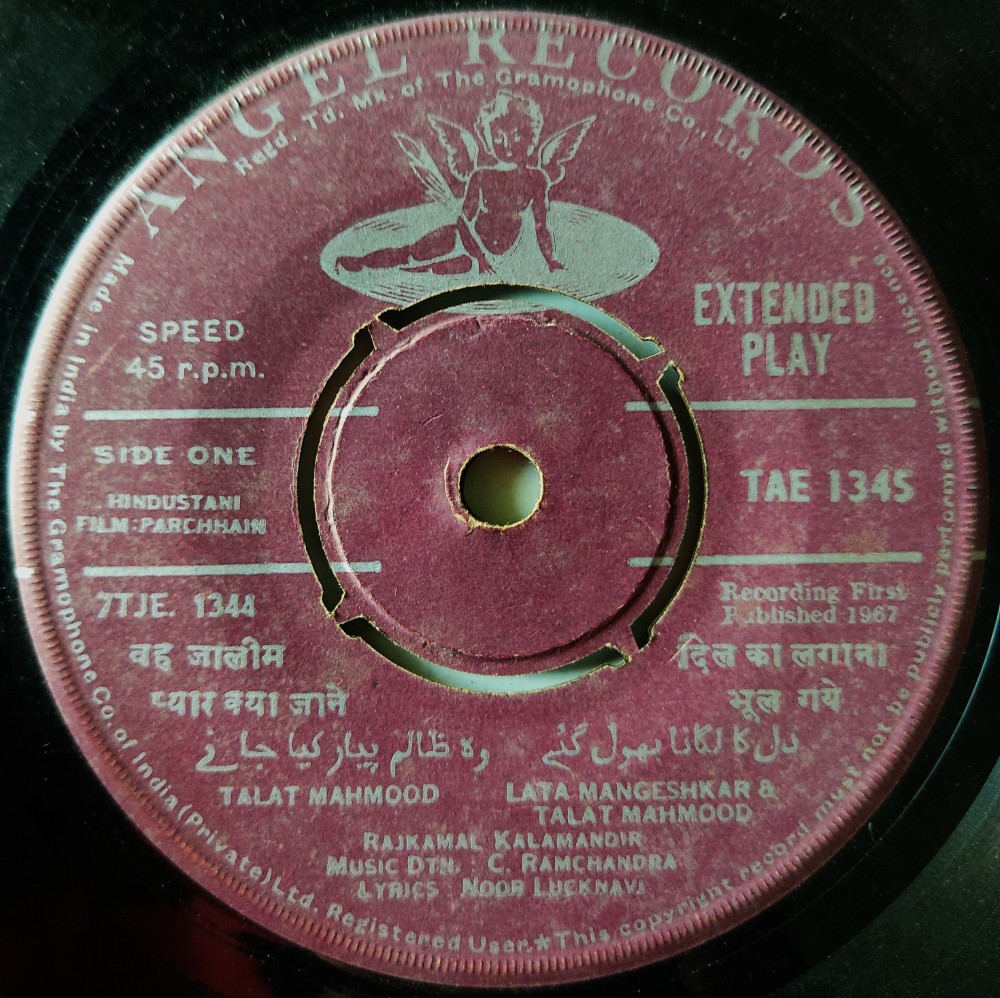 ANGEL RECORDS
Regd. Td. Mk. of The Gramophone Co., Ltd.
SPEED
45 r.p.m.
EXTENDED
PLAY
SIDE ONE
HINDUSTANI
FILM : PARCHHAIN
TAE 1345
7TJE. 1344
Recording First
Published 1967
वह जालीम
प्यार क्या जाने
दिल का लगाना
भूल गये
وہ ظالم پیار کیا جانے
دل کا لگانا بھول گئے
TALAT MAHMOOD
LATA MANGESHKAR &
TALAT MAHMOOD
RAJKAMAL KALAMANDIR
MUSIC DTN. : C. RAMCHANDRA
LYRICS : NOOR LUCKNAVI
Made in India by The Gramophone Co. of India (Private) Ltd. Registered User.★This copyright record must not be publicly performed without licence